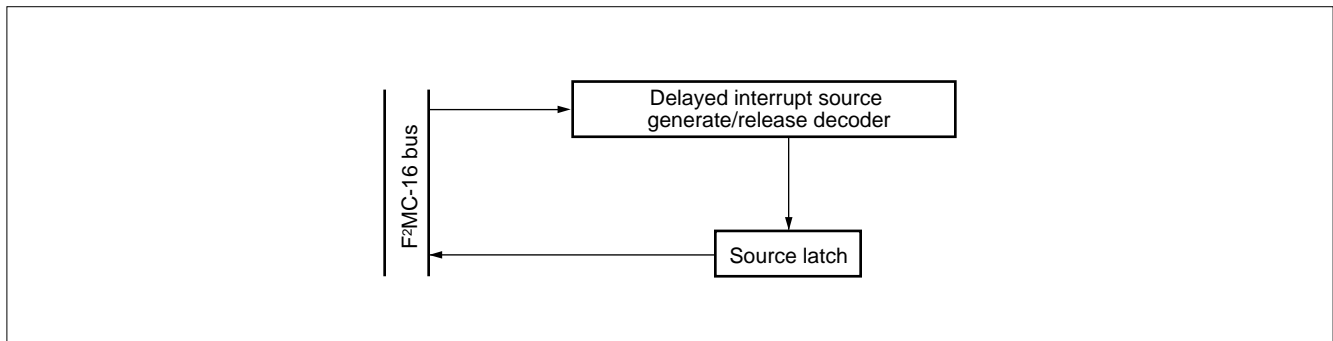 Delayed interrupt source
generate/release decoder
F²MC-16 bus
Source latch